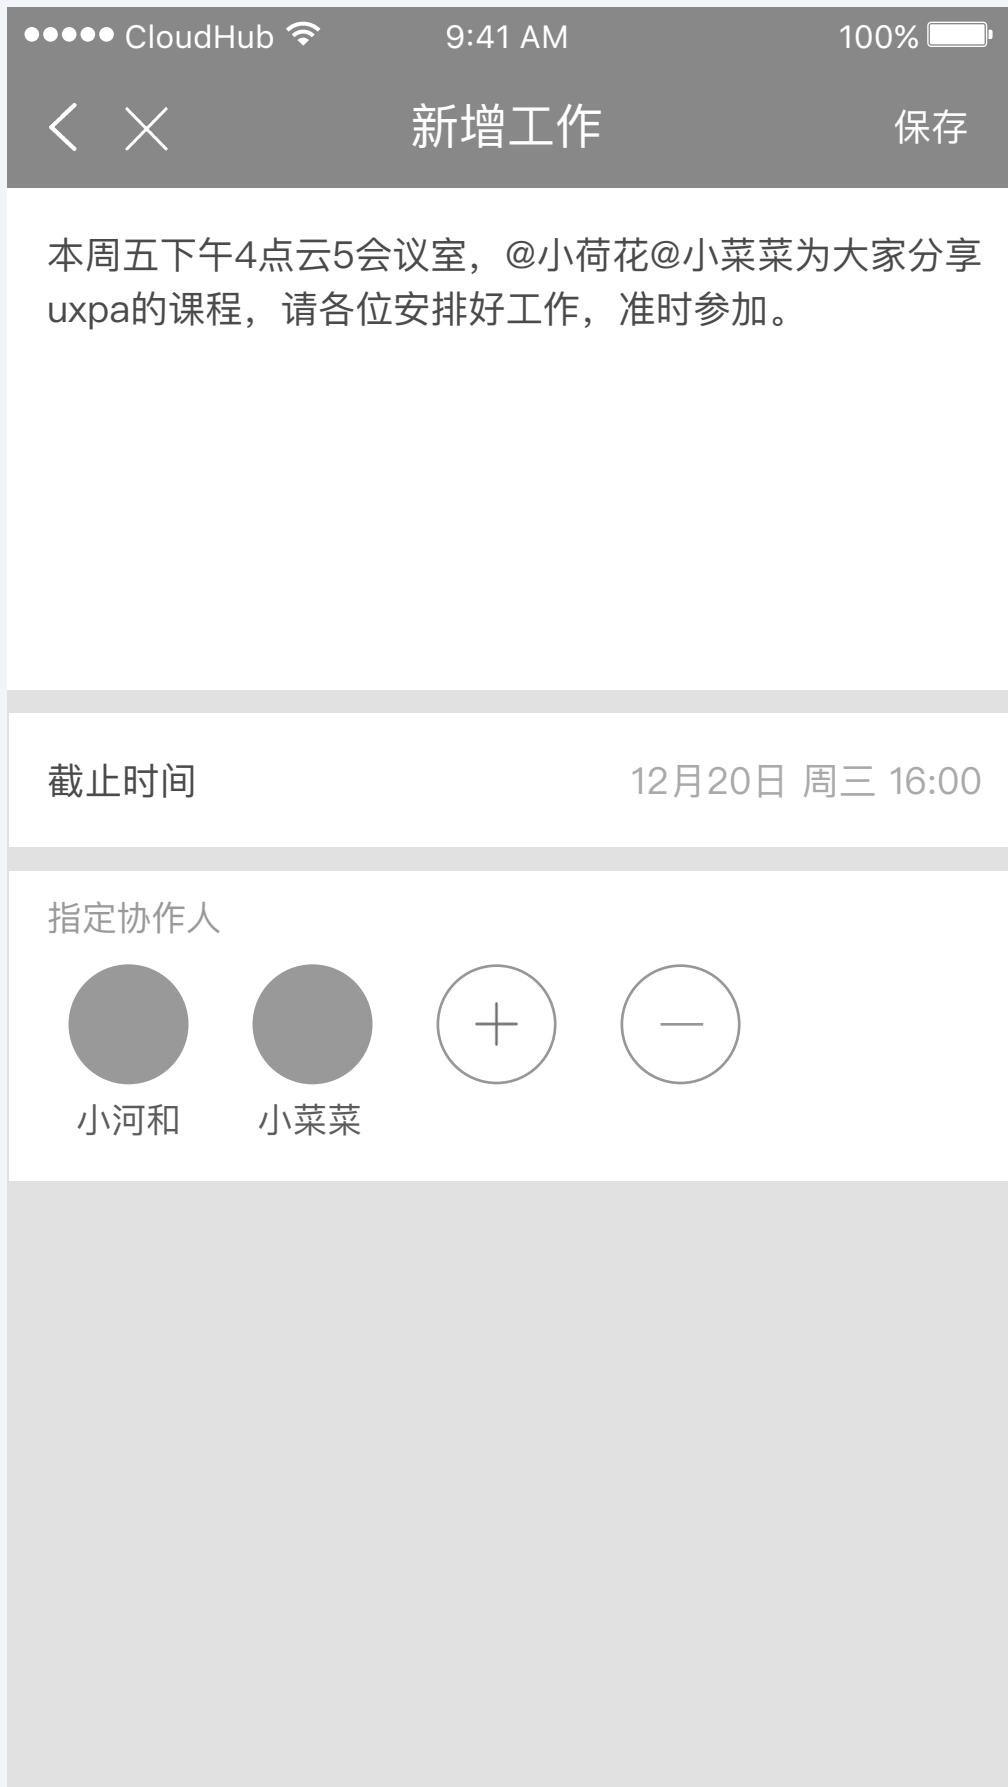 CloudHub 9:41 AM 100%
新增工作 保存
本周五下午4点云5会议室，@小荷花@小菜菜为大家分享
uxpa的课程，请各位安排好工作，准时参加。
截止时间 12月20日 周三 16:00
指定协作人
小河和 小菜菜